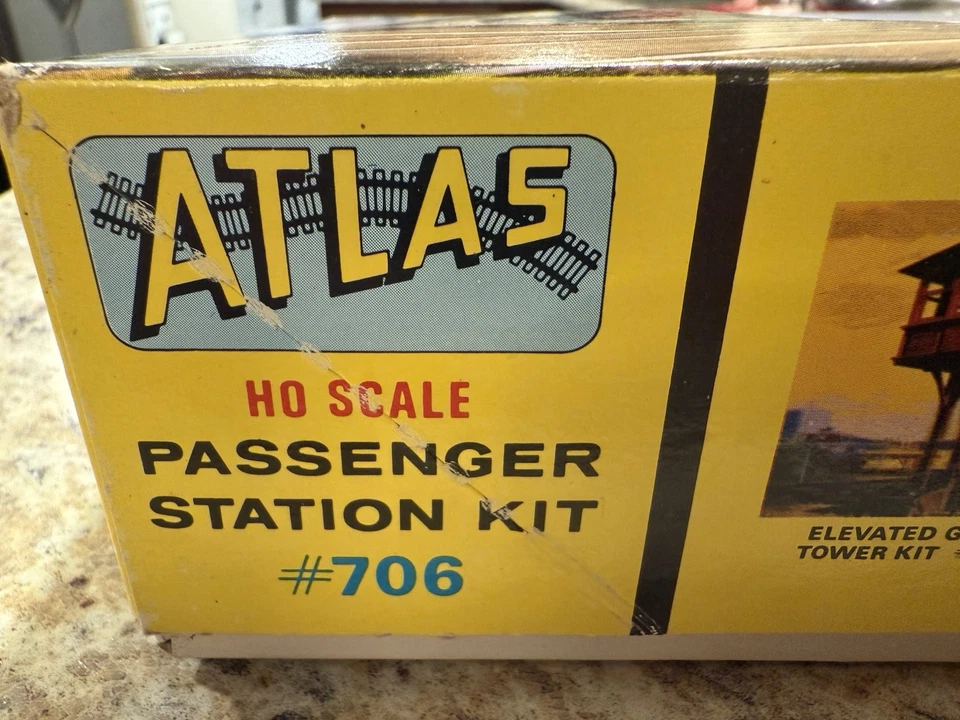 ATLAS
HO SCALE
PASSENGER
STATION KIT
#706
ELEVATED G
TOWER KIT